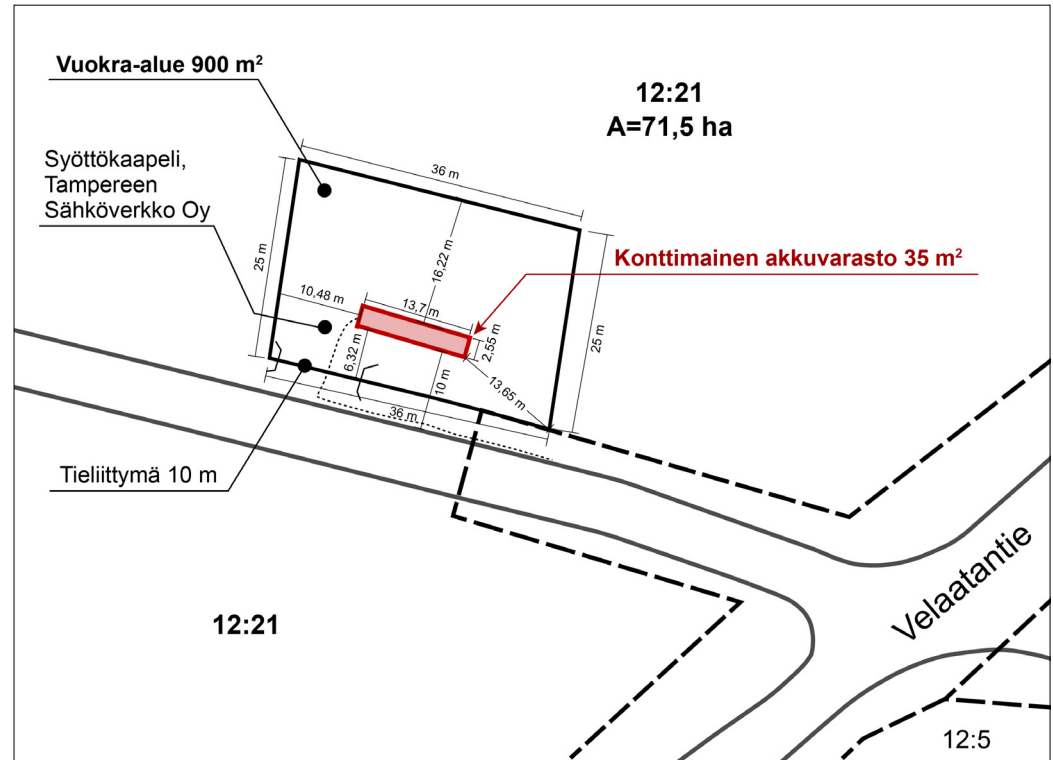 Vuokra-alue 900 m²
12:21
A=71,5 ha
Syöttökaapeli,
Tampereen
Sähköverkko Oy
36 m
25 m
16,22 m
Konttimainen akkuvarasto 35 m²
10,48 m
13,7 m
2,55 m
25 m
6,32 m
10 m
13,65 m
36 m
Tieliittymä 10 m
Velaatantie
12:21
12:5